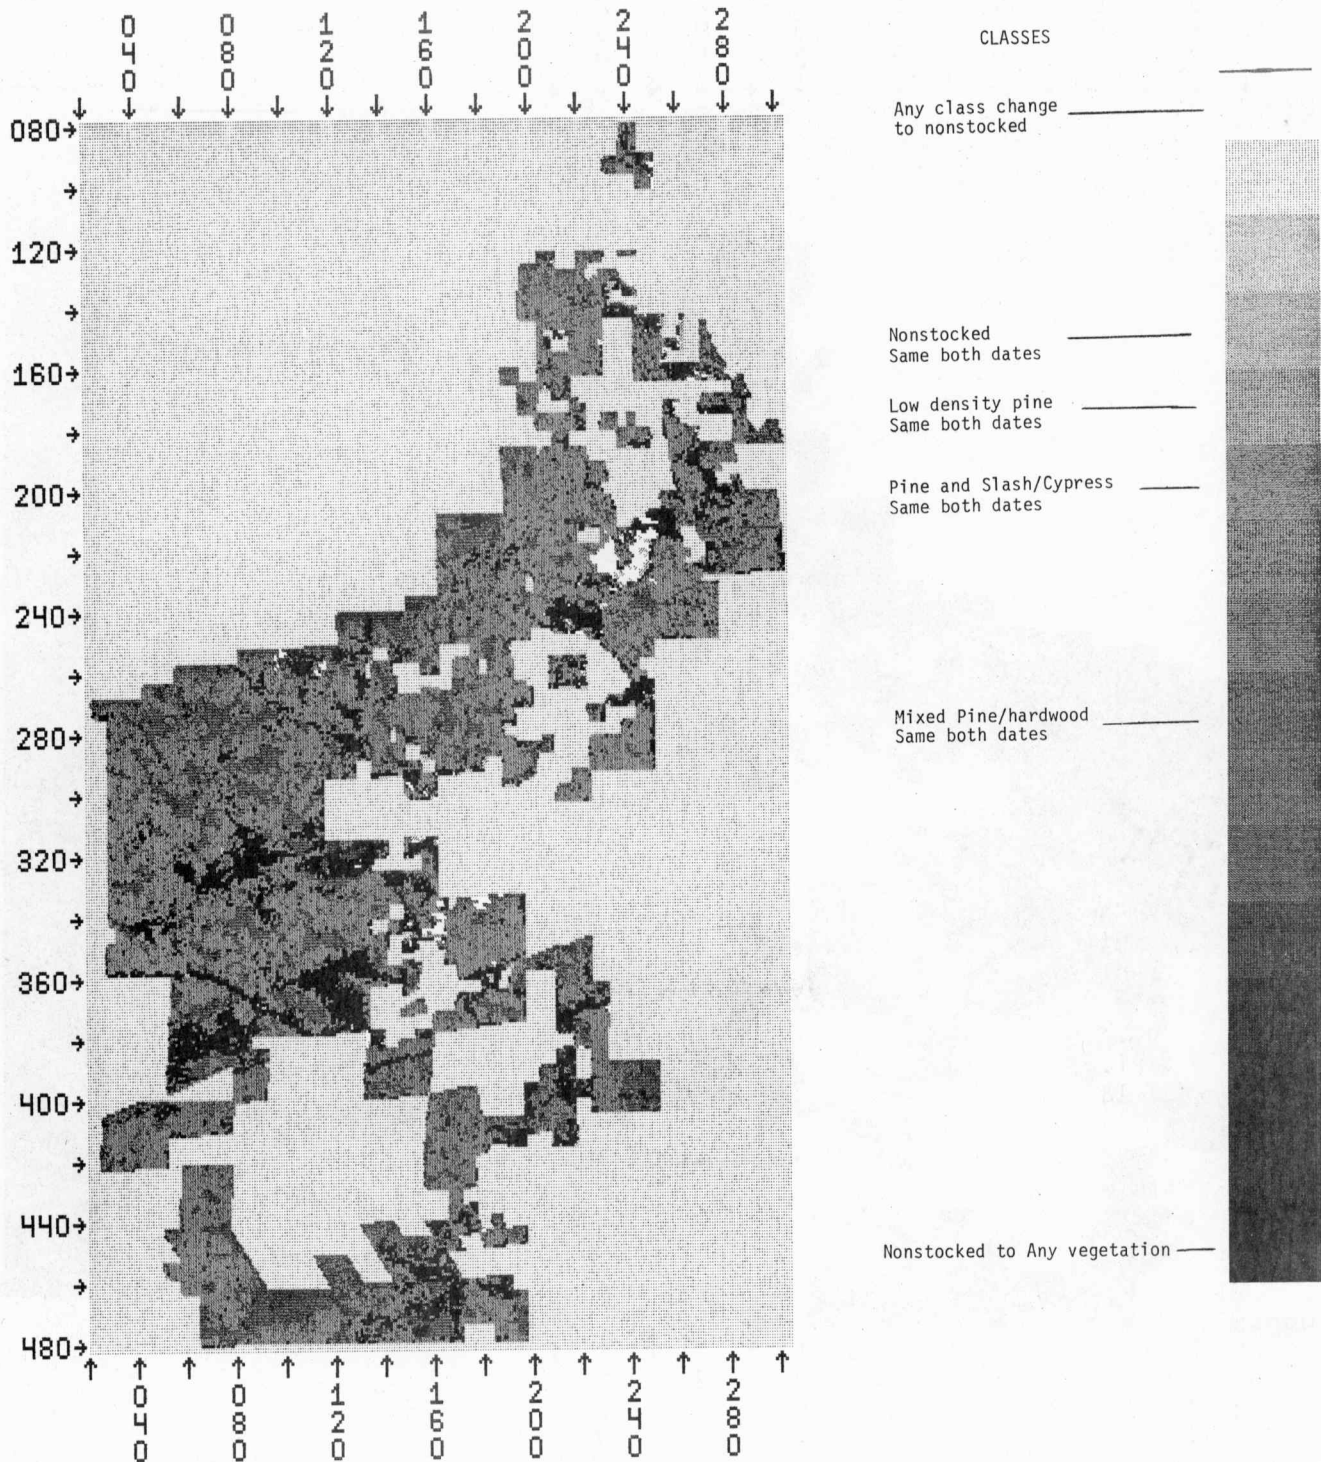 040 080 120 160 200 240 280
CLASSES
Any class change
to nonstocked
080
120
Nonstocked
Same both dates
160
Low density pine
Same both dates
Pine and Slash/Cypress
Same both dates
200
240
Mixed Pine/hardwood
Same both dates
280
320
360
400
440
Nonstocked to Any vegetation
480
040 080 120 160 200 240 280